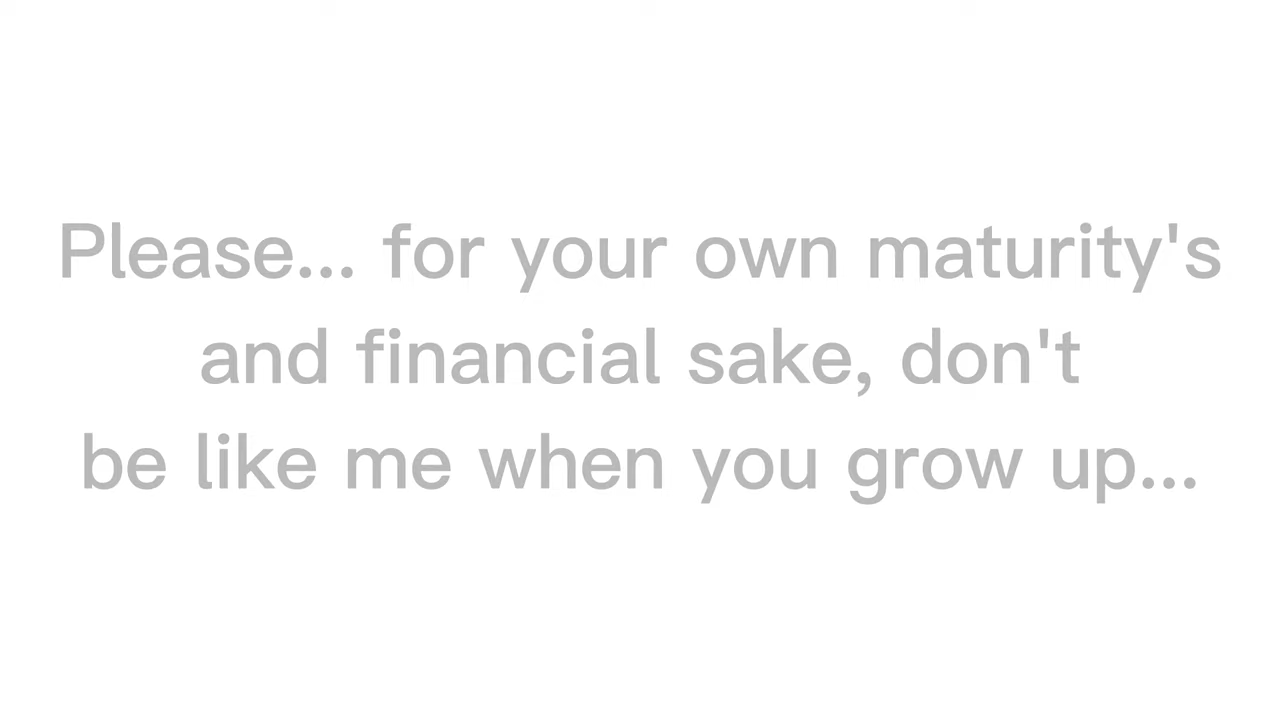 Please... for your own maturity's
and financial sake, don't
be like me when you grow up...